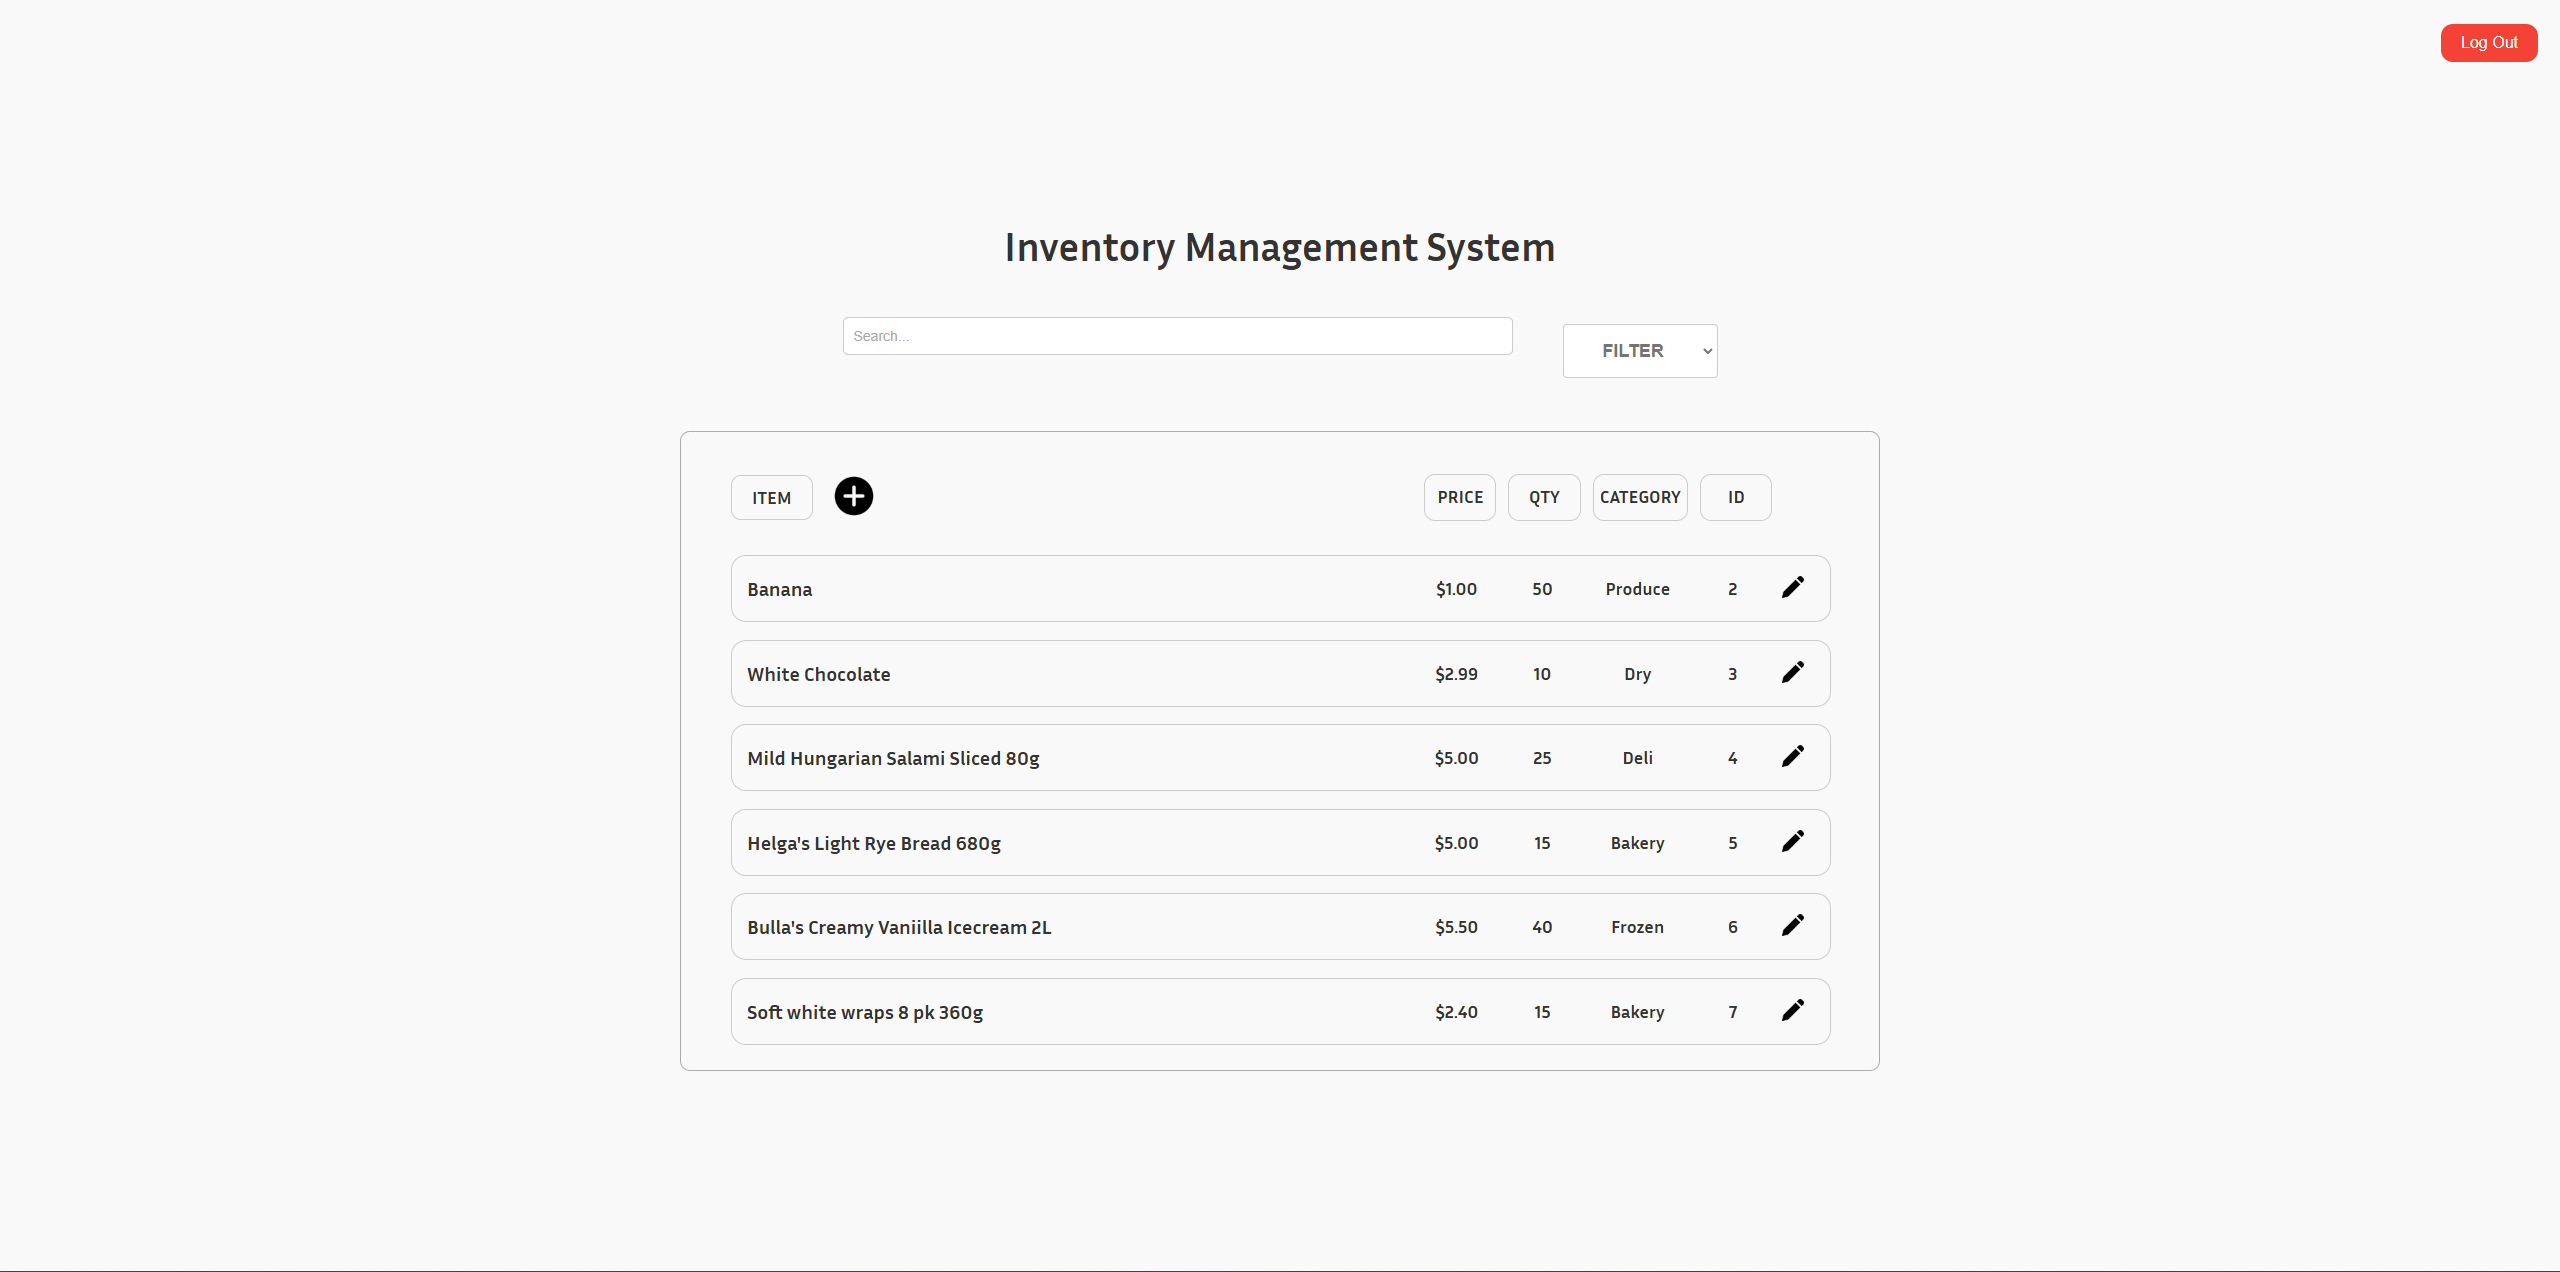 Log Out
Inventory Management System
Search...
FILTER
ITEM PRICE QTY CATEGORY ID
Banana $1.00 50 Produce 2
White Chocolate $2.99 10 Dry 3
Mild Hungarian Salami Sliced 80g $5.00 25 Deli 4
Helga's Light Rye Bread 680g $5.00 15 Bakery 5
Bulla's Creamy Vaniilla Icecream 2L $5.50 40 Frozen 6
Soft white wraps 8 pk 360g $2.40 15 Bakery 7